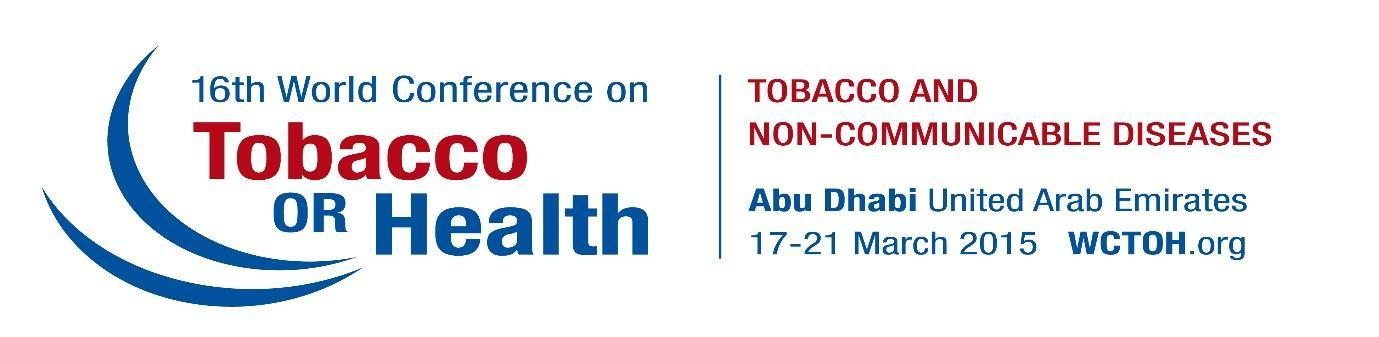 16th World Conference on
Tobacco
OR Health
TOBACCO AND
NON-COMMUNICABLE DISEASES
Abu Dhabi United Arab Emirates
17-21 March 2015 WCTOH.org